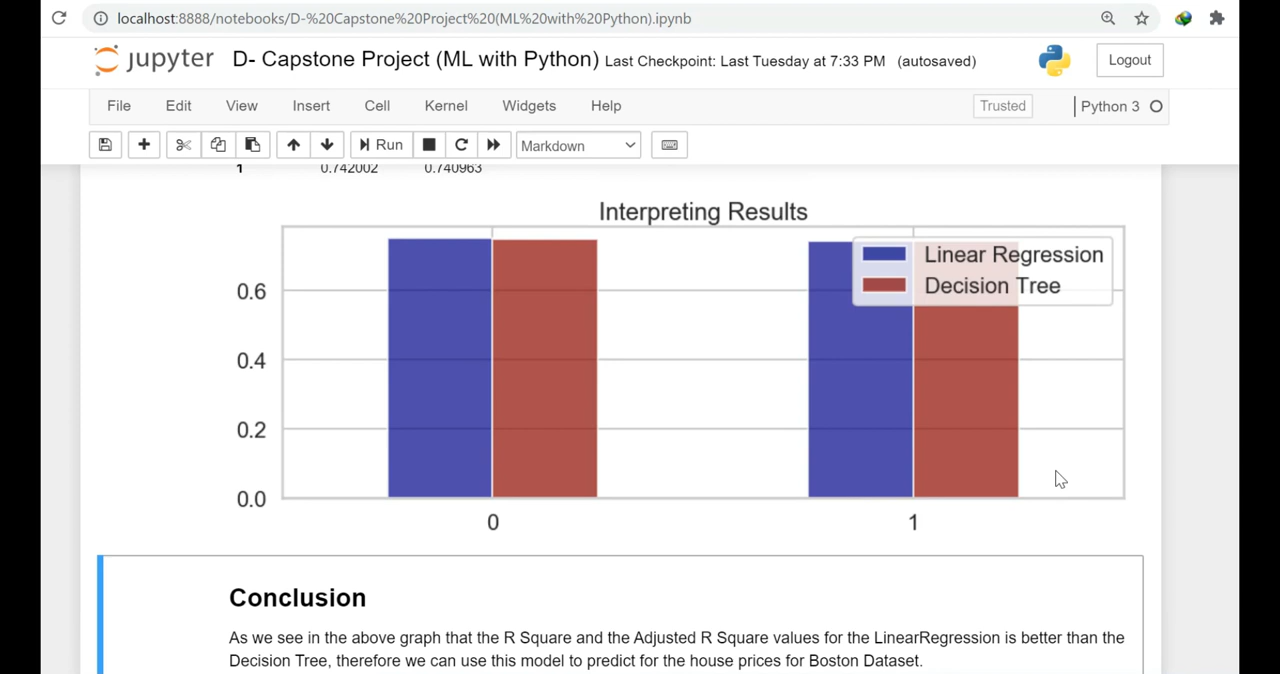 localhost:8888/notebooks/D-%20Capstone%20Project%20(ML%20with%20Python).ipynb
jupyter D- Capstone Project (ML with Python) Last Checkpoint: Last Tuesday at 7:33 PM (autosaved) Logout
File Edit View Insert Cell Kernel Widgets Help Trusted Python 3
Run Markdown
1 0.742002 0.740963
Interpreting Results
Linear Regression
Decision Tree
0.6
0.4
0.2
0.0
0 1
Conclusion
As we see in the above graph that the R Square and the Adjusted R Square values for the LinearRegression is better than the
Decision Tree, therefore we can use this model to predict for the house prices for Boston Dataset.